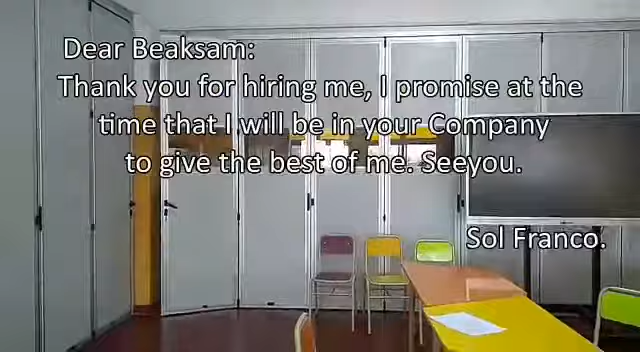 Dear Beaksam:
Thank you for hiring me, I promise at the
time that I will be in your Company
to give the best of me. Seeyou.
Sol Franco.